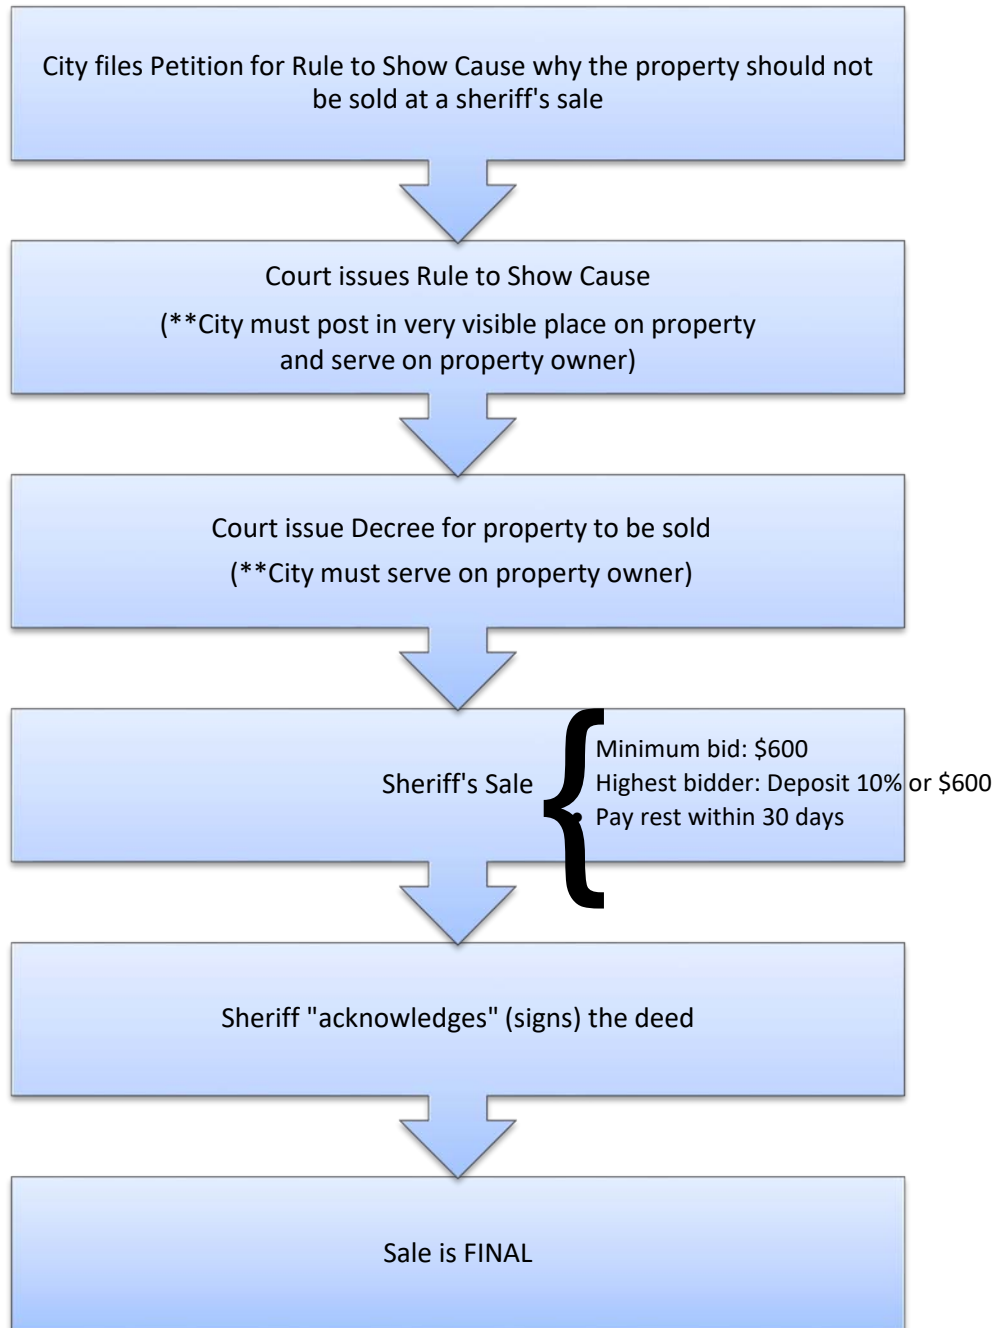 City files Petition for Rule to Show Cause why the property should not
be sold at a sheriff's sale
Court issues Rule to Show Cause
(**City must post in very visible place on property
and serve on property owner)
Court issue Decree for property to be sold
(**City must serve on property owner)
Sheriff's Sale {
Minimum bid: $600
Highest bidder: Deposit 10% or $600
• Pay rest within 30 days
Sheriff "acknowledges" (signs) the deed
Sale is FINAL